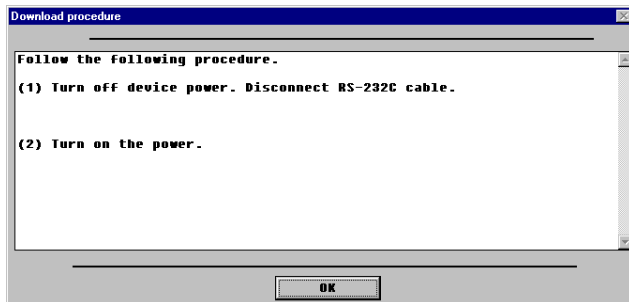 Download procedure
Follow the following procedure.
(1) Turn off device power. Disconnect RS-232C cable.
(2) Turn on the power.
OK